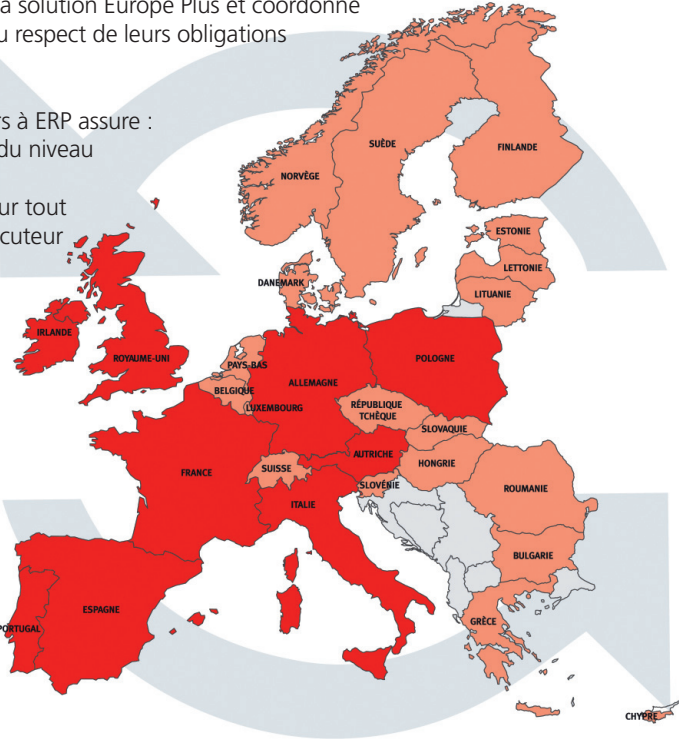 a solution Europe Plus et coordonne
u respect de leurs obligations
rs à ERP assure :
du niveau
ur tout
cuteur
SUÈDE
FINLANDE
NORVÈGE
ESTONIE
LETTONIE
DANEMARK
LITUANIE
IRLANDE
ROYAUME-UNI
POLOGNE
PAYS-BAS
ALLEMAGNE
BELGIQUE
LUXEMBOURG
RÉPUBLIQUE
TCHÈQUE
SLOVAQUIE
AUTRICHE
HONGRIE
FRANCE
SUISSE
SLOVÉNIE
ROUMANIE
ITALIE
BULGARIE
ESPAGNE
GRÈCE
PORTUGAL
CHYPRE